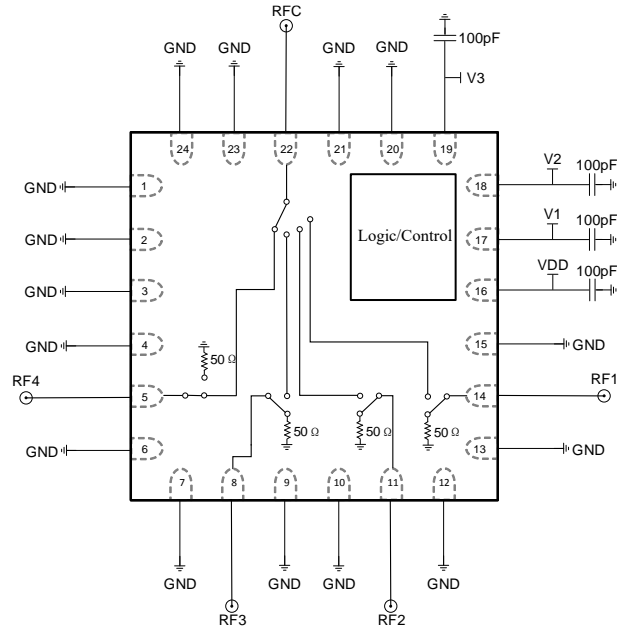 RFC
100pF
GND GND GND GND
V3
24 23 22 21 20 19
GND 1 18 V2 100pF
GND 2 17 V1 100pF
Logic/Control
GND 3 16 VDD 100pF
GND 4 15 GND
50 Ω
RF4 5 14 RF1
50 Ω 50 Ω 50 Ω
GND 6 13 GND
7 8 9 10 11 12
GND GND GND GND
RF3 RF2